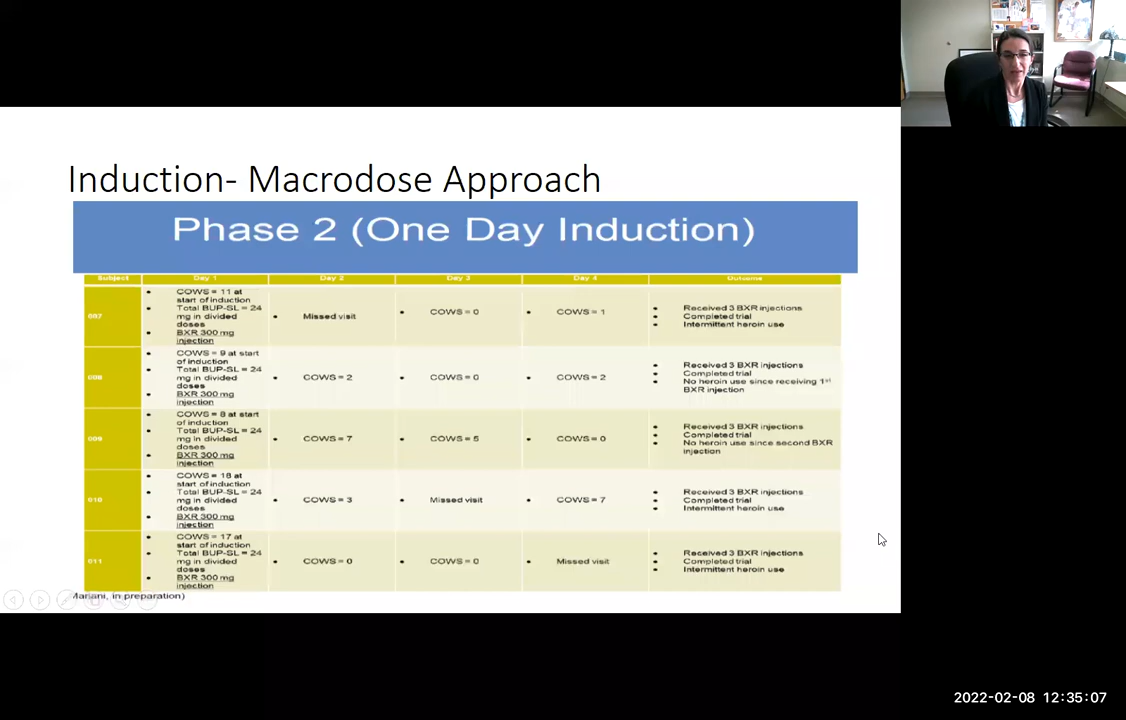 Induction- Macrodose Approach
Phase 2 (One Day Induction)
Subject Day 1 Day 2 Day 3 Day 4 Outcome
007
• COWS = 11 at
start of induction
• Total BUP-SL = 24
mg in divided
doses
• BXR 300 mg
injection
• Missed visit
• COWS = 0
• COWS = 1
• Received 3 BXR injections
• Completed trial
• Intermittent heroin use
008
• COWS = 9 at start
of induction
• Total BUP-SL = 24
mg in divided
doses
• BXR 300 mg
injection
• COWS = 2
• COWS = 0
• COWS = 2
• Received 3 BXR injections
• Completed trial
• No heroin use since receiving 1st
BXR injection
009
• COWS = 8 at start
of induction
• Total BUP-SL = 24
mg in divided
doses
• BXR 300 mg
injection
• COWS = 7
• COWS = 5
• COWS = 0
• Received 3 BXR injections
• Completed trial
• No heroin use since second BXR
injection
010
• COWS = 18 at
start of induction
• Total BUP-SL = 24
mg in divided
doses
• BXR 300 mg
injection
• COWS = 3
• Missed visit
• COWS = 7
• Received 3 BXR injections
• Completed trial
• Intermittent heroin use
011
• COWS = 17 at
start of induction
• Total BUP-SL = 24
mg in divided
doses
• BXR 300 mg
injection
• COWS = 0
• COWS = 0
• Missed visit
• Received 3 BXR injections
• Completed trial
• Intermittent heroin use
Mariani, in preparation)
2022-02-08 12:35:07